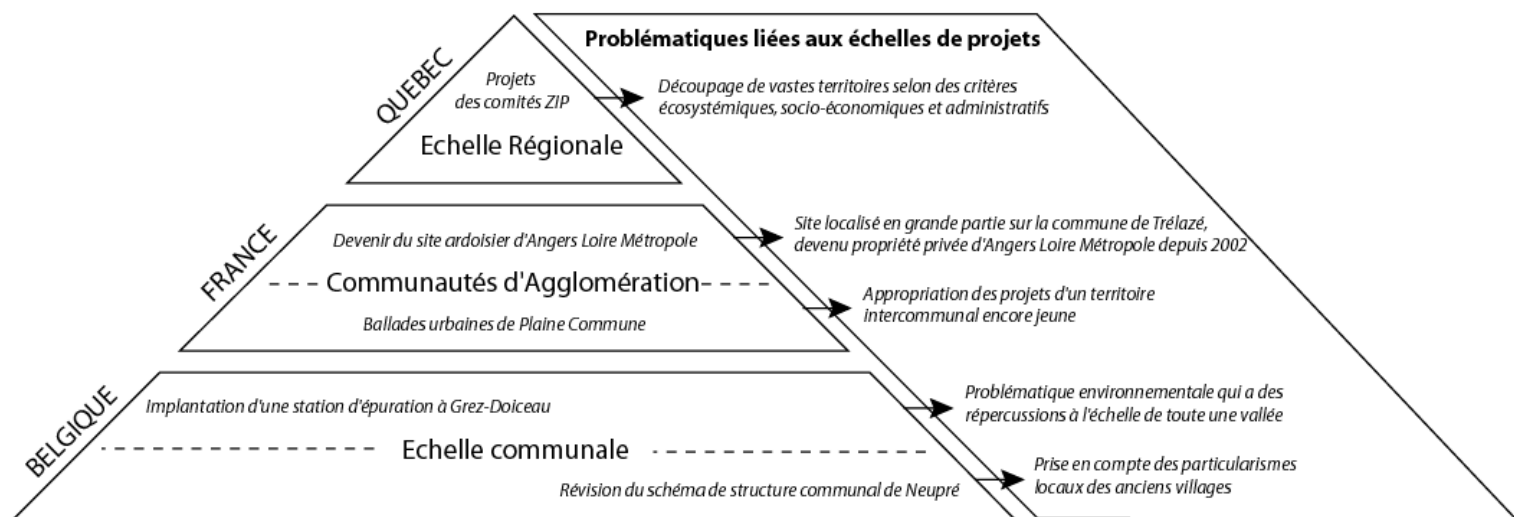 Problématiques liées aux échelles de projets
QUEBEC
Projets
des comités ZIP
Echelle Régionale
Découpage de vastes territoires selon des critères
écosystémiques, socio-économiques et administratifs
FRANCE
Devenir du site ardoisier d'Angers Loire Métropole
Communautés d'Agglomération
Ballades urbaines de Plaine Commune
Site localisé en grande partie sur la commune de Trélazé,
devenu propriété privée d'Angers Loire Métropole depuis 2002
Appropriation des projets d'un territoire
intercommunal encore jeune
BELGIQUE
Implantation d'une station d'épuration à Grez-Doiceau
Echelle communale
Révision du schéma de structure communal de Neupré
Problématique environnementale qui a des
répercussions à l'échelle de toute une vallée
Prise en compte des particularismes
locaux des anciens villages